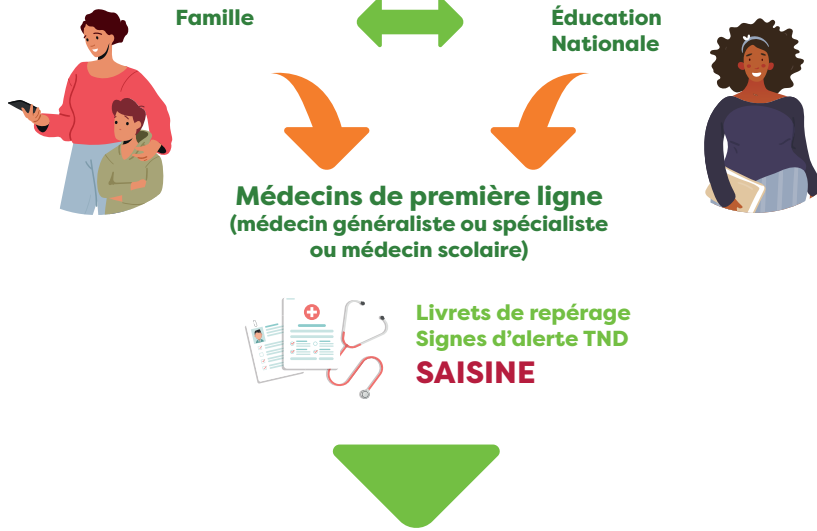 Famille
Éducation
Nationale
Médecins de première ligne
(médecin généraliste ou spécialiste
ou médecin scolaire)
Livrets de repérage
Signes d'alerte TND
SAISINE